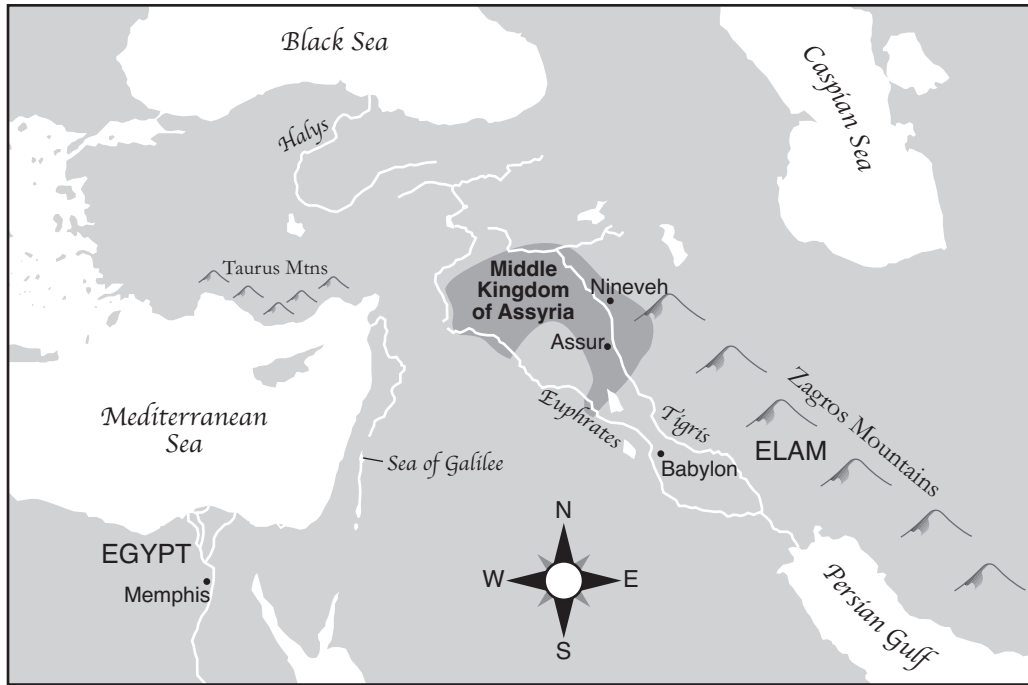 Black Sea
Caspian Sea
Halys
Taurus Mtns
Middle
Kingdom
of Assyria
Nineveh
Assur
Zagros Mountains
Mediterranean
Sea
Euphrates
Tigris
ELAM
Babylon
Sea of Galilee
N
W
E
S
EGYPT
Memphis
Persian Gulf